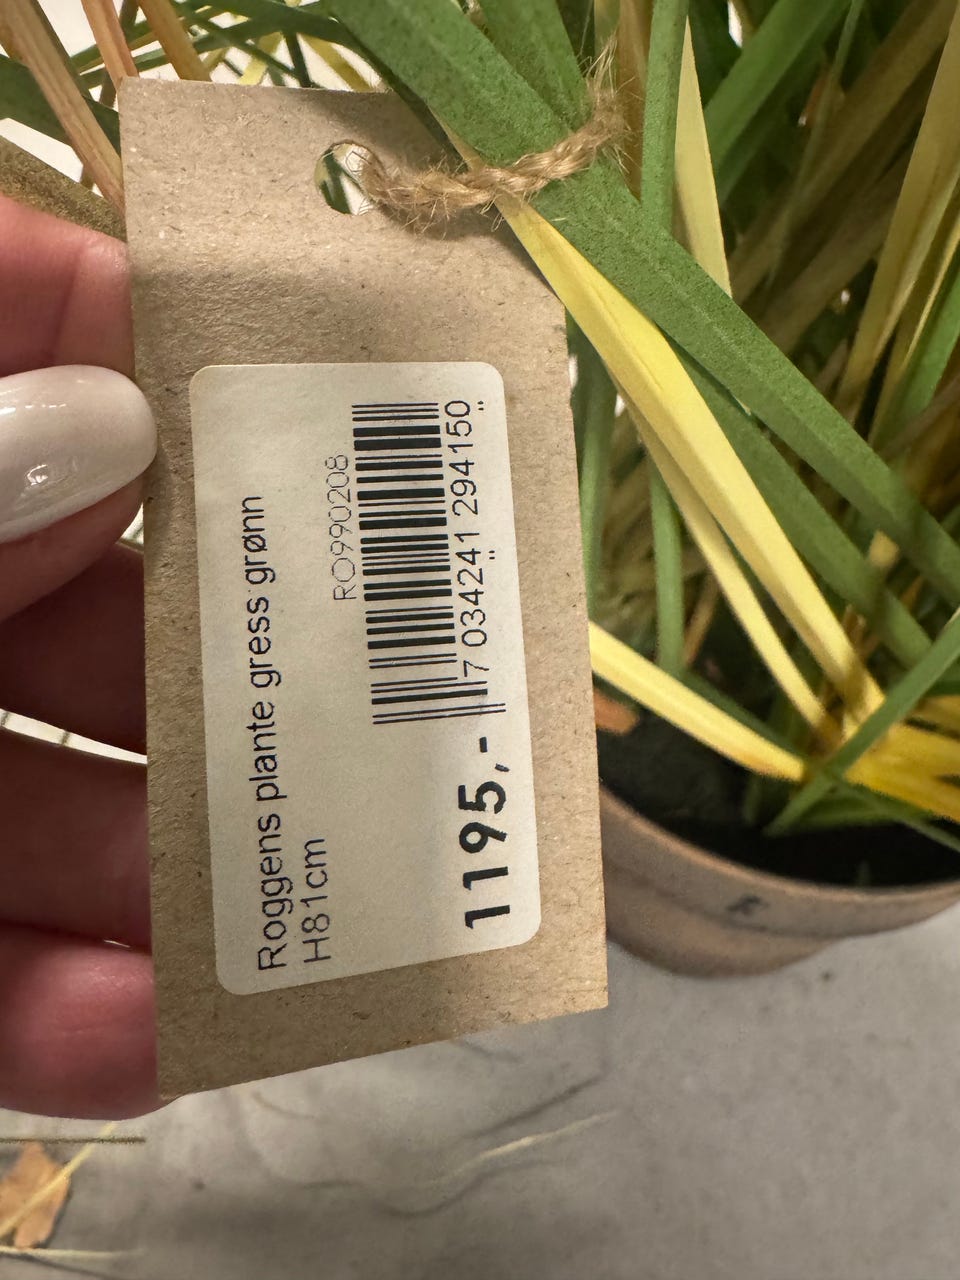 Roggens plante gress grønn
H81cm
RO990208
7 034241 294150
1195,-